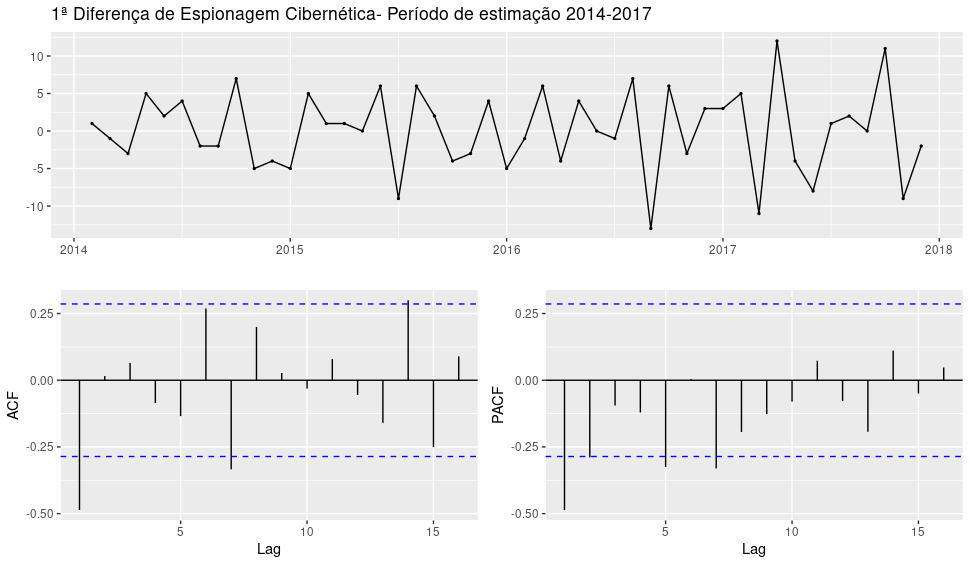 1ª Diferença de Espionagem Cibernética- Período de estimação 2014-2017
10
5
0
-5
-10
2014 2015 2016 2017 2018
0.25
0.00
-0.25
-0.50
ACF
5 10 15
Lag
0.25
0.00
-0.25
-0.50
PACF
5 10 15
Lag